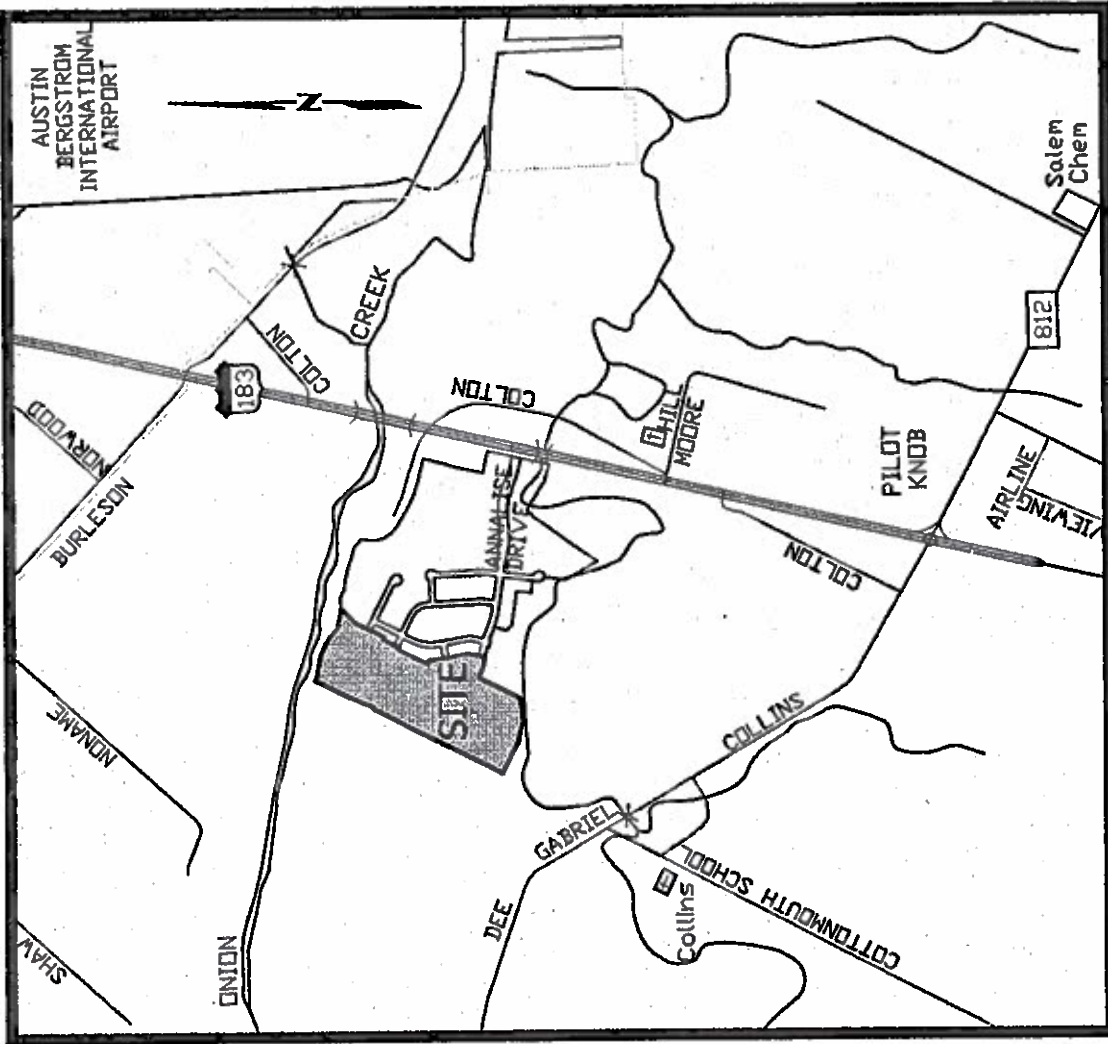 AUSTIN
BERGSTROM
INTERNATIONAL
AIRPORT
N
Salem
Chem
812
CREEK
COLTON
183
NORWOOD
BURLESON
COLTON
HILL
MOORE
PILOT
KNOB
AIRLINE
VIEWING
ANNALISE
DRIVE
COLTON
SITE
NONAME
COLLINS
GABRIEL
DEE
COTTONMOUTH SCHOOL
Collins
ONION
SHAW